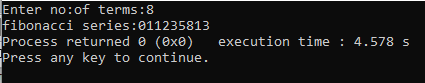 Enter no:of terms:8
fibonacci series:011235813
Process returned 0 (0x0)   execution time : 4.578 s
Press any key to continue.